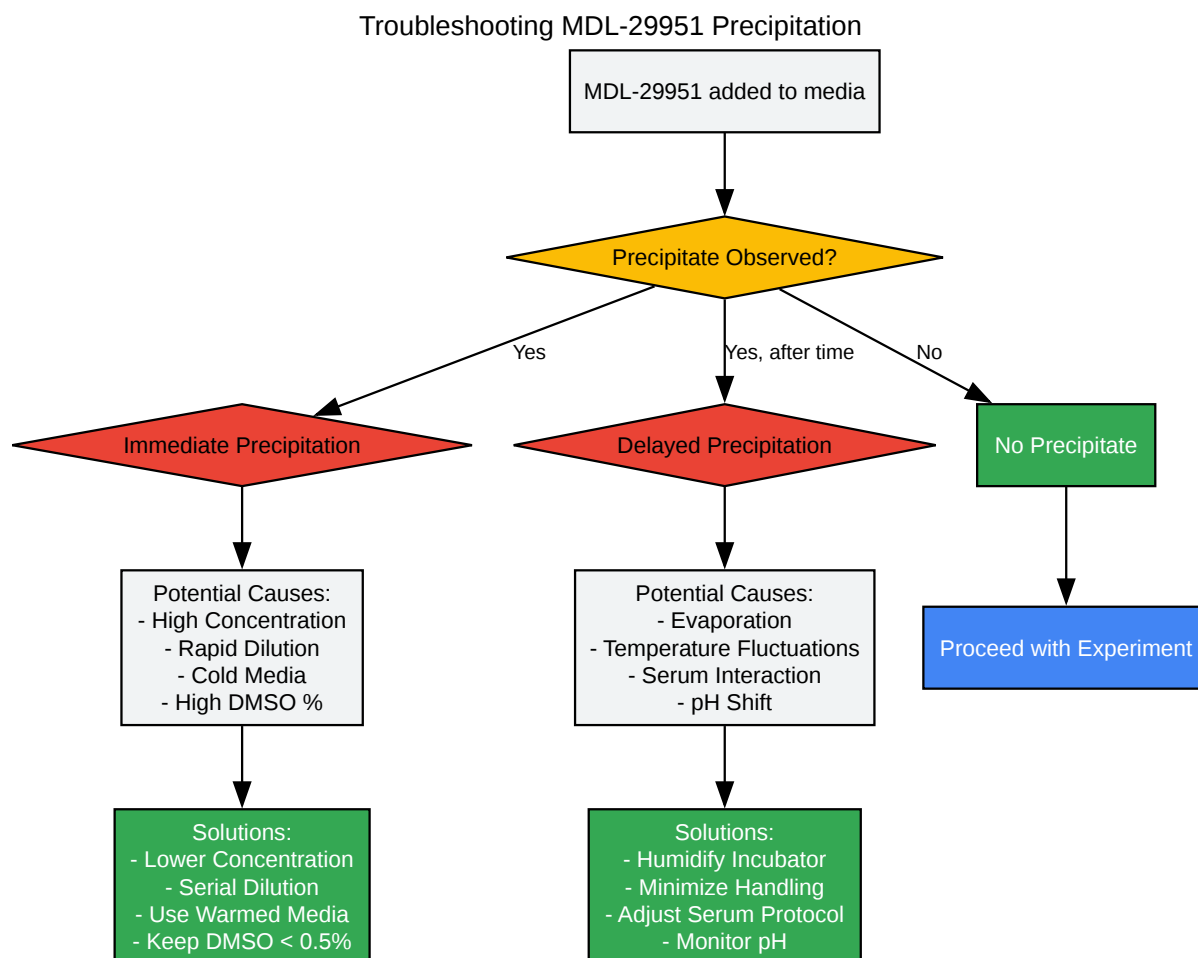 Troubleshooting MDL-29951 Precipitation
MDL-29951 added to media
Precipitate Observed?
Yes
Yes, after time
No
Immediate Precipitation
Delayed Precipitation
No Precipitate
Potential Causes:
- High Concentration
- Rapid Dilution
- Cold Media
- High DMSO %
Potential Causes:
- Evaporation
- Temperature Fluctuations
- Serum Interaction
- pH Shift
Proceed with Experiment
Solutions:
- Lower Concentration
- Serial Dilution
- Use Warmed Media
- Keep DMSO < 0.5%
Solutions:
- Humidify Incubator
- Minimize Handling
- Adjust Serum Protocol
- Monitor pH